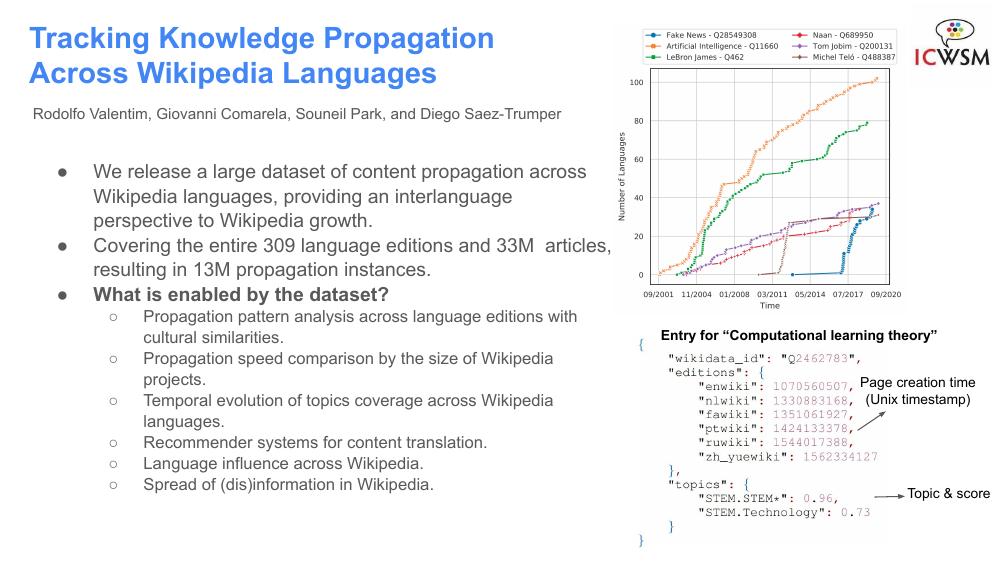 Tracking Knowledge Propagation
Across Wikipedia Languages
Rodolfo Valentim, Giovanni Comarela, Souneil Park, and Diego Saez-Trumper
● We release a large dataset of content propagation across
Wikipedia languages, providing an interlanguage
perspective to Wikipedia growth.
● Covering the entire 309 language editions and 33M  articles,
resulting in 13M propagation instances.
● What is enabled by the dataset?
○ Propagation pattern analysis across language editions with
cultural similarities.
○ Propagation speed comparison by the size of Wikipedia
projects.
○ Temporal evolution of topics coverage across Wikipedia
languages.
○ Recommender systems for content translation.
○ Language influence across Wikipedia.
○ Spread of (dis)information in Wikipedia.
ICWSM
Fake News - Q28549308
Artificial Intelligence - Q11660
LeBron James - Q462
Naan - Q689950
Tom Jobim - Q200131
Michel Teló - Q488387
Number of Languages
100
80
60
40
20
0
09/2001 11/2004 01/2008 03/2011 05/2014 07/2017 09/2020
Time
Entry for “Computational learning theory”
{
"wikidata_id": "Q2462783",
"editions": {
"enwiki": 1070560507,
"nlwiki": 1330883168,
"fawiki": 1351061927,
"ptwiki": 1424133378,
"ruwiki": 1544017388,
"zh_yuewiki": 1562334127
},
"topics": {
"STEM.STEM*": 0.96,
"STEM.Technology": 0.73
}
}
Page creation time
(Unix timestamp)
Topic & score